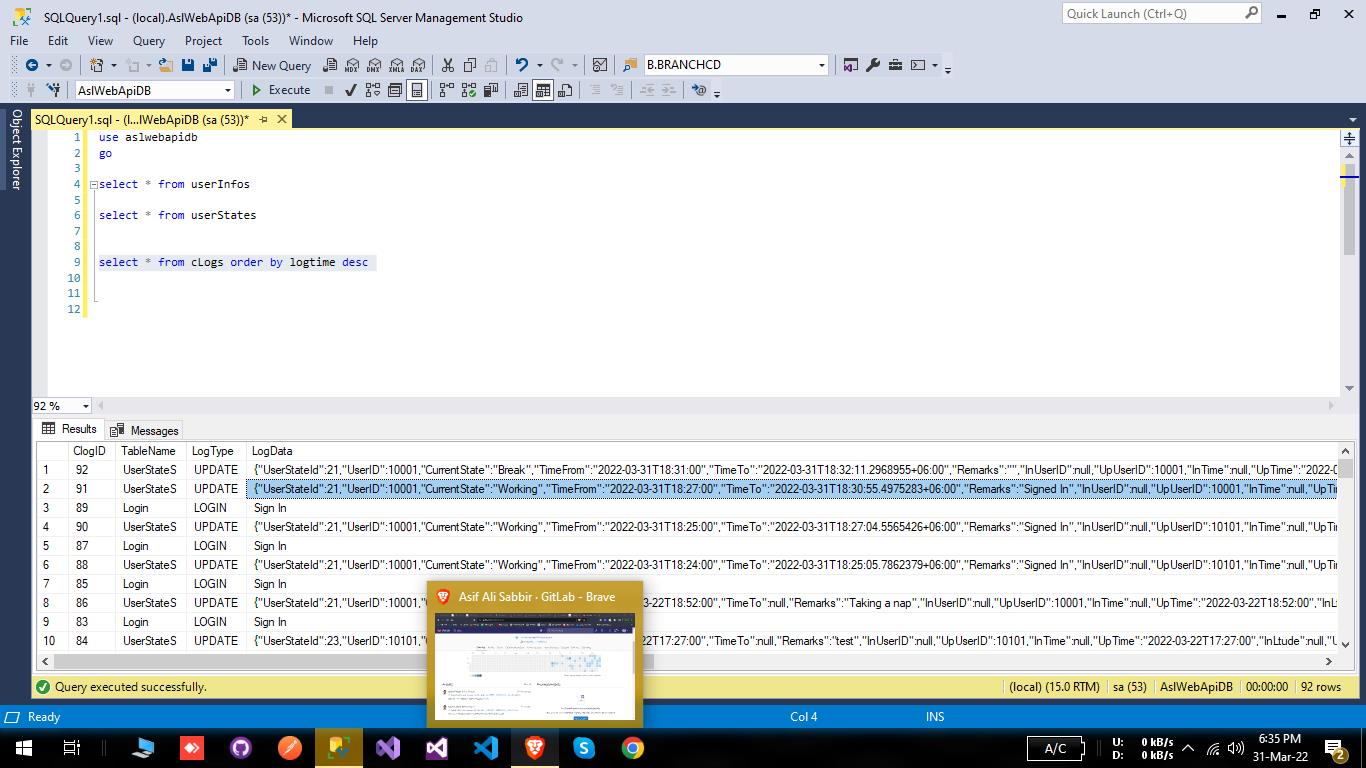 SQLQuery1.sql - (local).AslWebApiDB (sa (53))* - Microsoft SQL Server Management Studio
Quick Launch (Ctrl+Q)
File Edit View Query Project Tools Window Help
New Query
MDX DMX XMLA DAX
B.BRANCHCD
AslWebApiDB
Execute
Object Explorer
SQLQuery1.sql - (l...lWebApiDB (sa (53))*
1 use aslwebapidb
2 go
3
4 select * from userInfos
5
6 select * from userStates
7
8
9 select * from cLogs order by logtime desc
10
11
12
92 %
Results Messages
ClogID TableName LogType LogData
1 92 UserStateS UPDATE {"UserStateId":21,"UserID":10001,"CurrentState":"Break","TimeFrom":"2022-03-31T18:31:00","TimeTo":"2022-03-31T18:32:11.2968955+06:00","Remarks":"","InUserID":null,"UpUserID":10001,"InTime":null,"UpTime":"2022-0
2 91 UserStateS UPDATE {"UserStateId":21,"UserID":10001,"CurrentState":"Working","TimeFrom":"2022-03-31T18:27:00","TimeTo":"2022-03-31T18:30:55.4975283+06:00","Remarks":"Signed In","InUserID":null,"UpUserID":10001,"InTime":null,"UpTi
3 89 Login LOGIN Sign In
4 90 UserStateS UPDATE {"UserStateId":21,"UserID":10001,"CurrentState":"Working","TimeFrom":"2022-03-31T18:25:00","TimeTo":"2022-03-31T18:27:04.5565426+06:00","Remarks":"Signed In","InUserID":null,"UpUserID":10101,"InTime":null,"UpTi
5 87 Login LOGIN Sign In
6 88 UserStateS UPDATE {"UserStateId":21,"UserID":10001,"CurrentState":"Working","TimeFrom":"2022-03-31T18:24:00","TimeTo":"2022-03-31T18:25:05.7862379+06:00","Remarks":"Signed In","InUserID":null,"UpUserID":10001,"InTime":null,"UpTi
7 85 Login LOGIN Sign In
8 86 UserStateS UPDATE {"UserStateId":21,"UserID":10001," 3-22T18:52:00","TimeTo":null,"Remarks":"Taking a nap","InUserID":null,"UpUserID":10001,"InTime":null,"UpTime":"2022-03-22T18:52:00","InLt
9 83 Login LOGIN Sign In
10 84 UserStateS UPDATE {"UserStateId":23,"UserID":10101," 22T17:27:00","TimeTo":null,"Remarks":"test","InUserID":null,"UpUserID":10101,"InTime":null,"UpTime":"2022-03-22T17:27:00","InLtude":null,"U
Asif Ali Sabbir · GitLab - Brave
Query executed successfully.
(local) (15.0 RTM) sa (53) AslWebApiDB 00:00:00 92 rows
Ready
Col 4
INS
A/C
U: 0 kB/s
D: 0 kB/s
6:35 PM
31-Mar-22
2